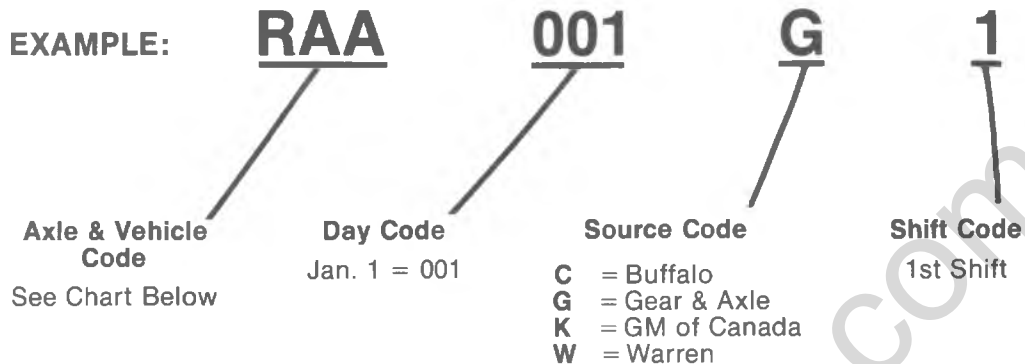 EXAMPLE: RAA 001 G 1
Axle & Vehicle Code
See Chart Below
Day Code
Jan. 1 = 001
Source Code
C = Buffalo
G = Gear & Axle
K = GM of Canada
W = Warren
Shift Code
1st Shift
com